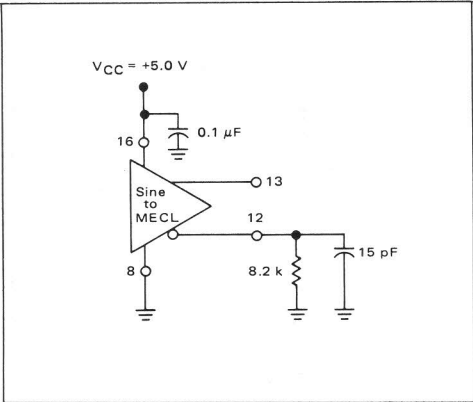 VCC = +5.0 V
0.1 µF
16
13
Sine
to
MECL
12
15 pF
8
8.2 k